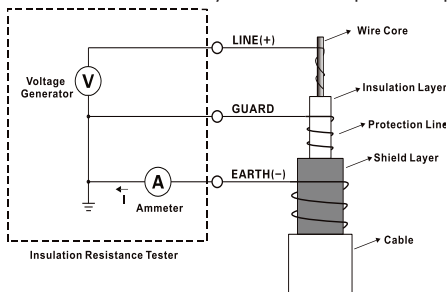 LINE(+)
Wire Core
Voltage
Generator
V
Insulation Layer
GUARD
Protection Line
Shield Layer
EARTH(−)
A
I
Ammeter
Cable
Insulation Resistance Tester